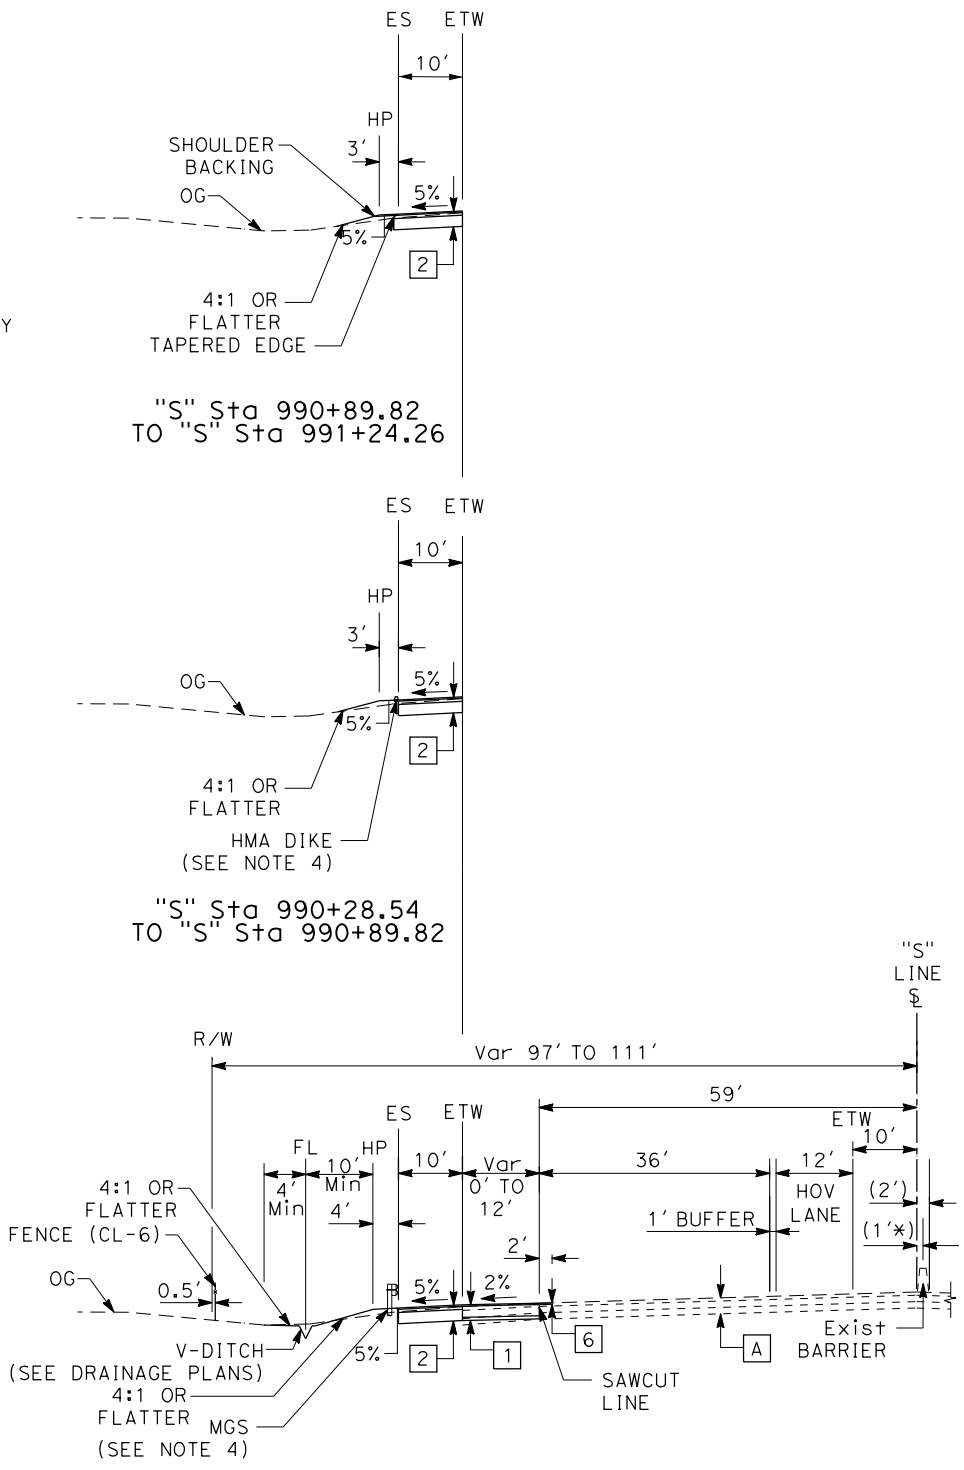 ES ETW
10'
HP
SHOULDER
BACKING
3'
OG
5%
5%
2
4:1 OR
FLATTER
TAPERED EDGE
Y
"S" Sta 990+89.82
TO "S" Sta 991+24.26
ES ETW
10'
HP
3'
OG
5%
5%
2
4:1 OR
FLATTER
HMA DIKE
(SEE NOTE 4)
"S" Sta 990+28.54
TO "S" Sta 990+89.82
"S"
LINE
R/W
Var 97' TO 111'
59'
ES ETW
ETW
FL HP
10'
10'
Min
10'
Var
0' TO
12'
36'
12'
HOV
LANE
4'
Min
4'
4:1 OR
FLATTER
FENCE (CL-6)
1' BUFFER
(2')
(1'*)
2'
OG
0.5'
5%
2%
V-DITCH
(SEE DRAINAGE PLANS)
5%
2
1
6
A
Exist
BARRIER
4:1 OR
FLATTER
SAWCUT
LINE
MGS
(SEE NOTE 4)